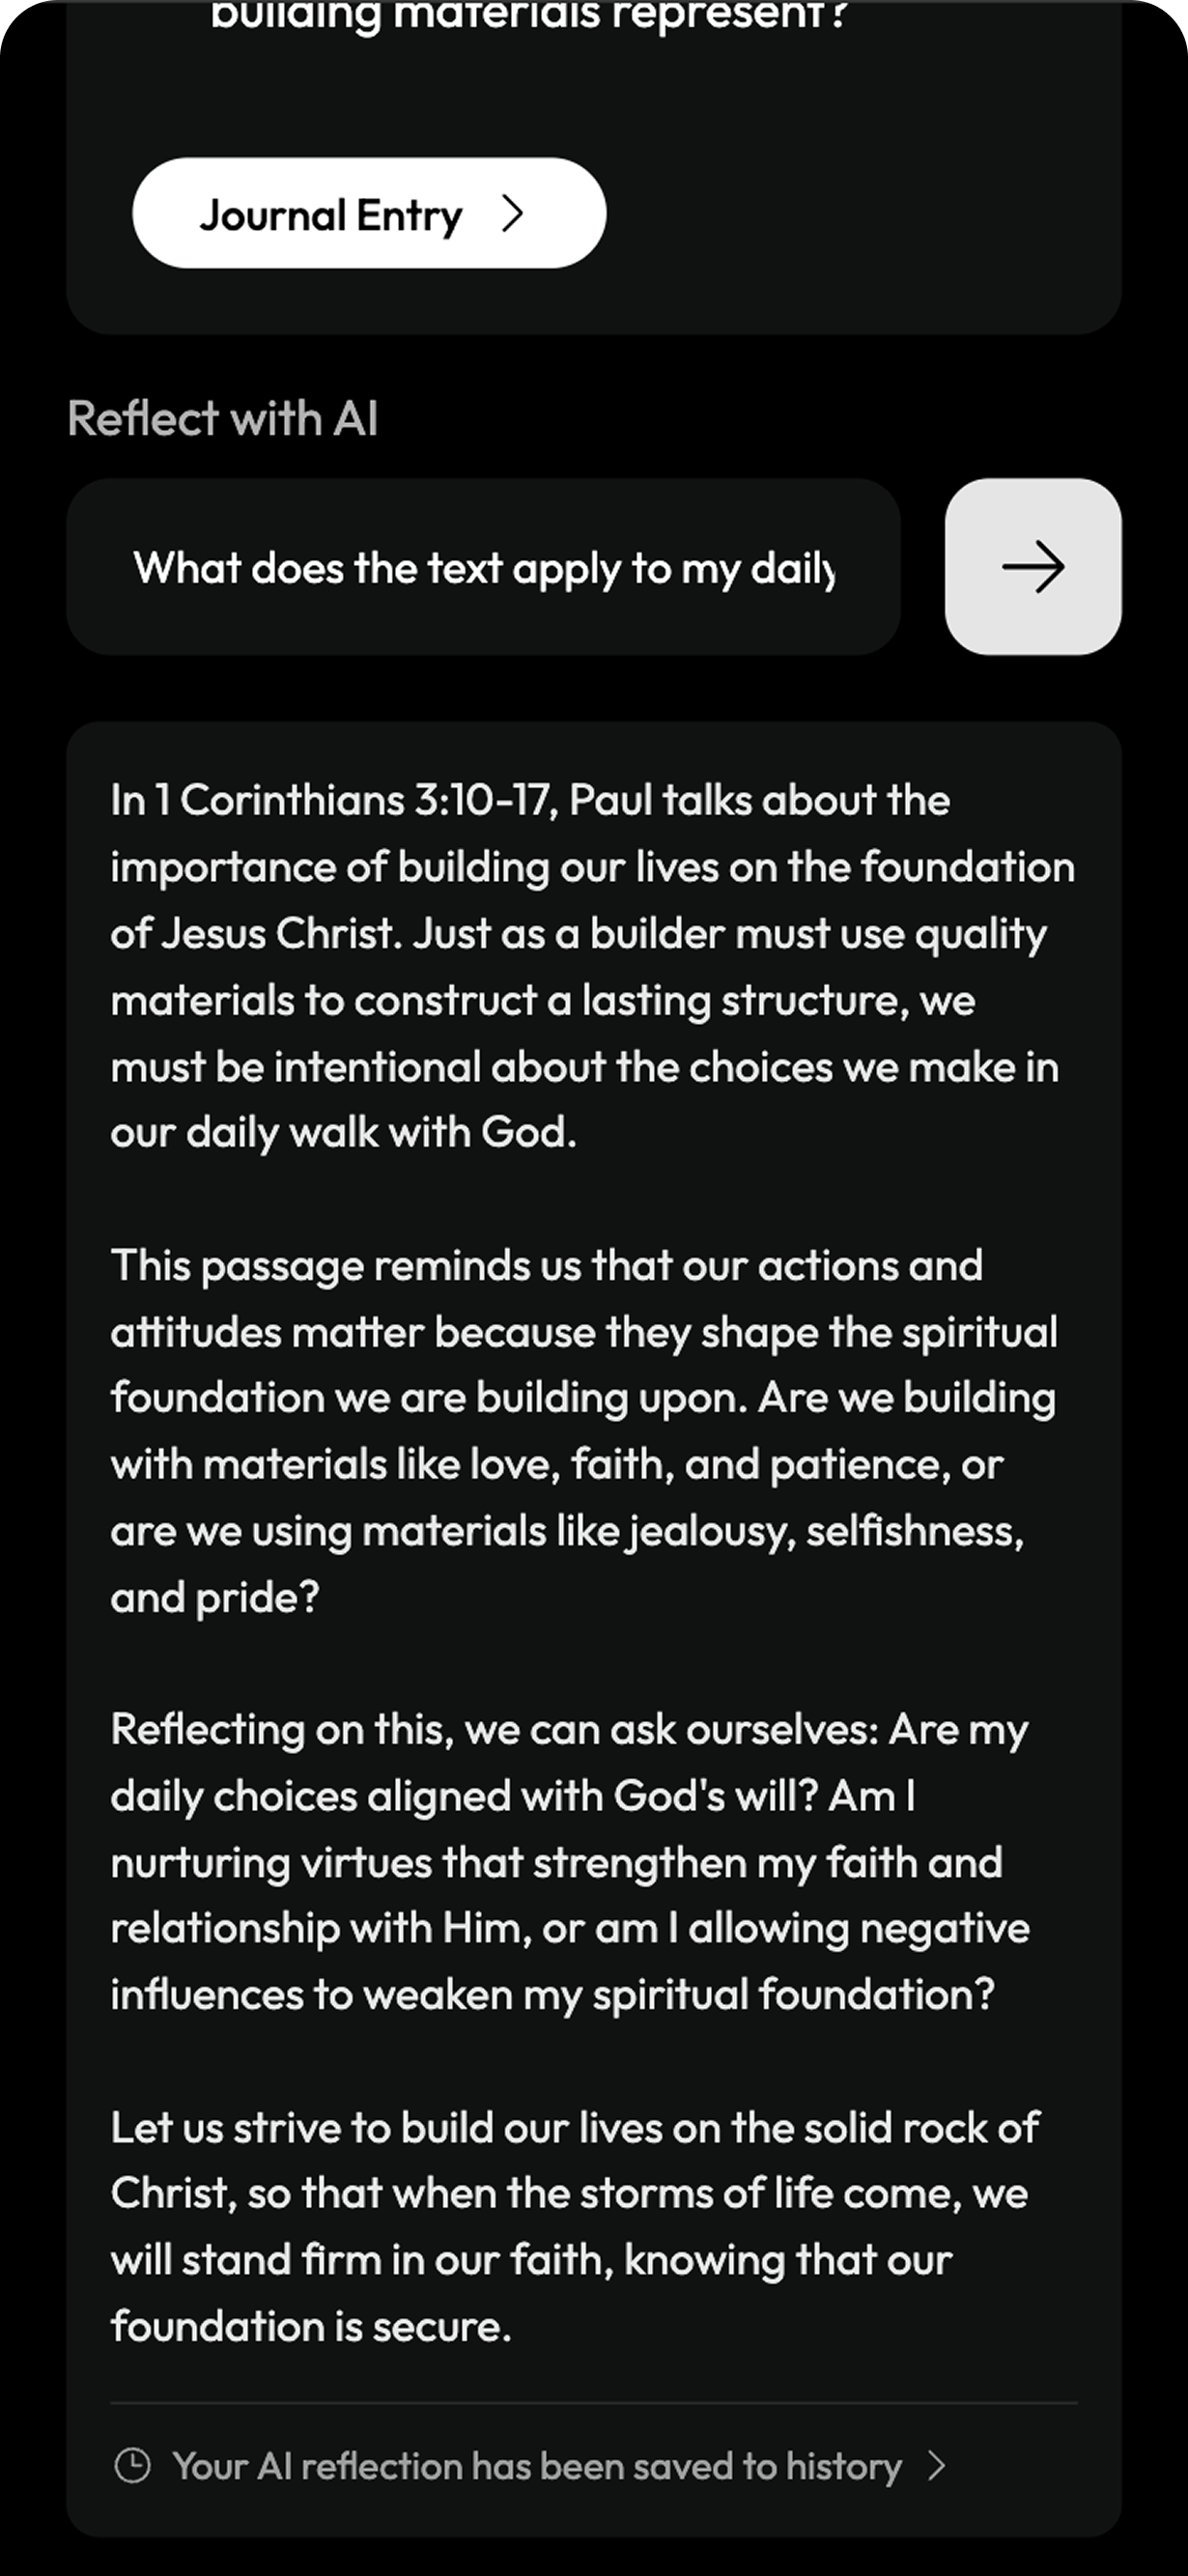 building materials represent?
Journal Entry
Reflect with AI
What does the text apply to my daily
In 1 Corinthians 3:10-17, Paul talks about the
importance of building our lives on the foundation
of Jesus Christ. Just as a builder must use quality
materials to construct a lasting structure, we
must be intentional about the choices we make in
our daily walk with God.
This passage reminds us that our actions and
attitudes matter because they shape the spiritual
foundation we are building upon. Are we building
with materials like love, faith, and patience, or
are we using materials like jealousy, selfishness,
and pride?
Reflecting on this, we can ask ourselves: Are my
daily choices aligned with God's will? Am I
nurturing virtues that strengthen my faith and
relationship with Him, or am I allowing negative
influences to weaken my spiritual foundation?
Let us strive to build our lives on the solid rock of
Christ, so that when the storms of life come, we
will stand firm in our faith, knowing that our
foundation is secure.
Your AI reflection has been saved to history